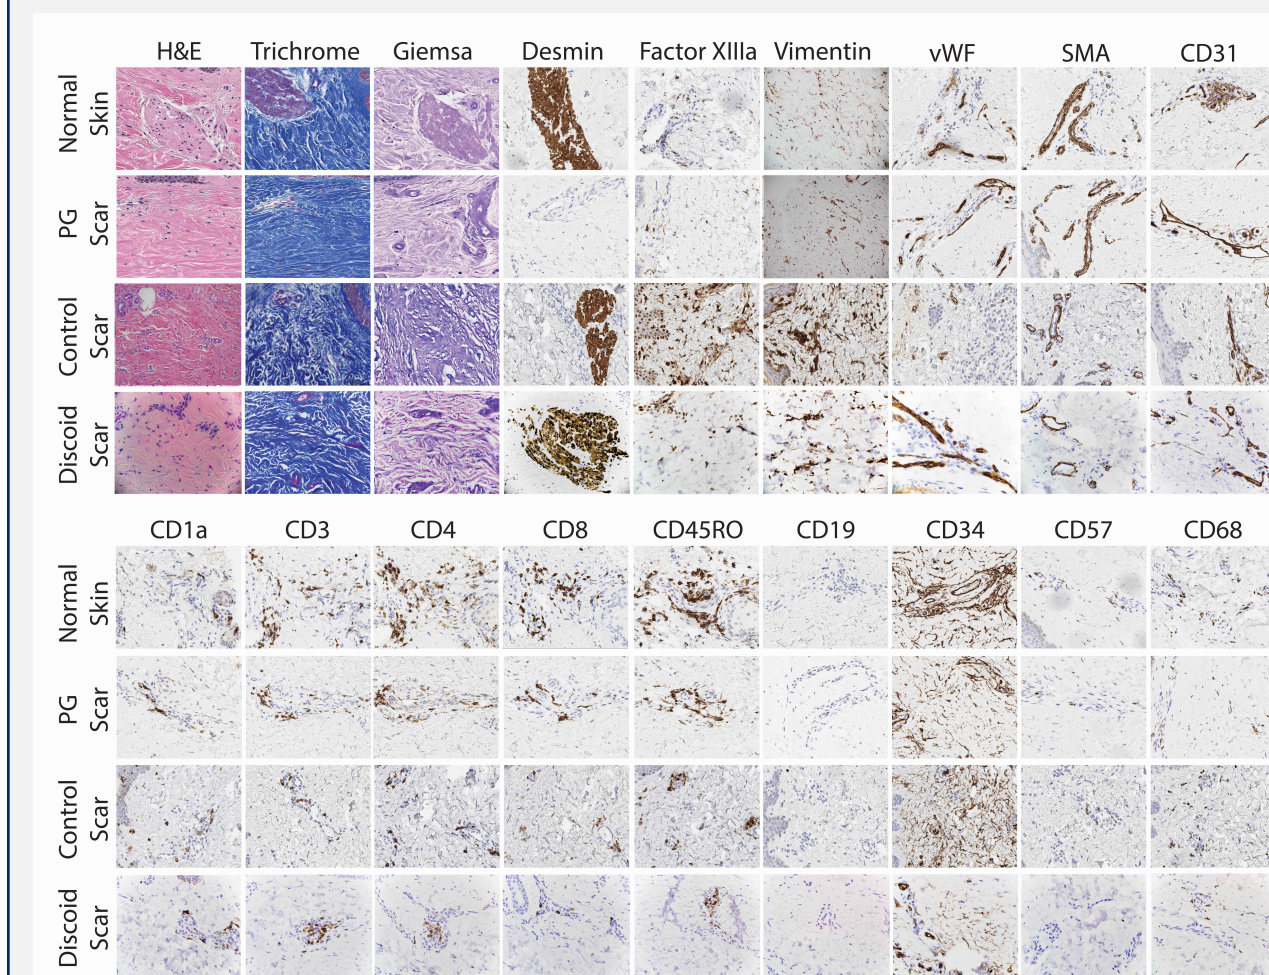 H&E Trichrome Giemsa Desmin Factor XIIIa Vimentin vWF SMA CD31
Normal
Skin
PG
Scar
Control
Scar
Discoid
Scar
CD1a CD3 CD4 CD8 CD45RO CD19 CD34 CD57 CD68
Normal
Skin
PG
Scar
Control
Scar
Discoid
Scar